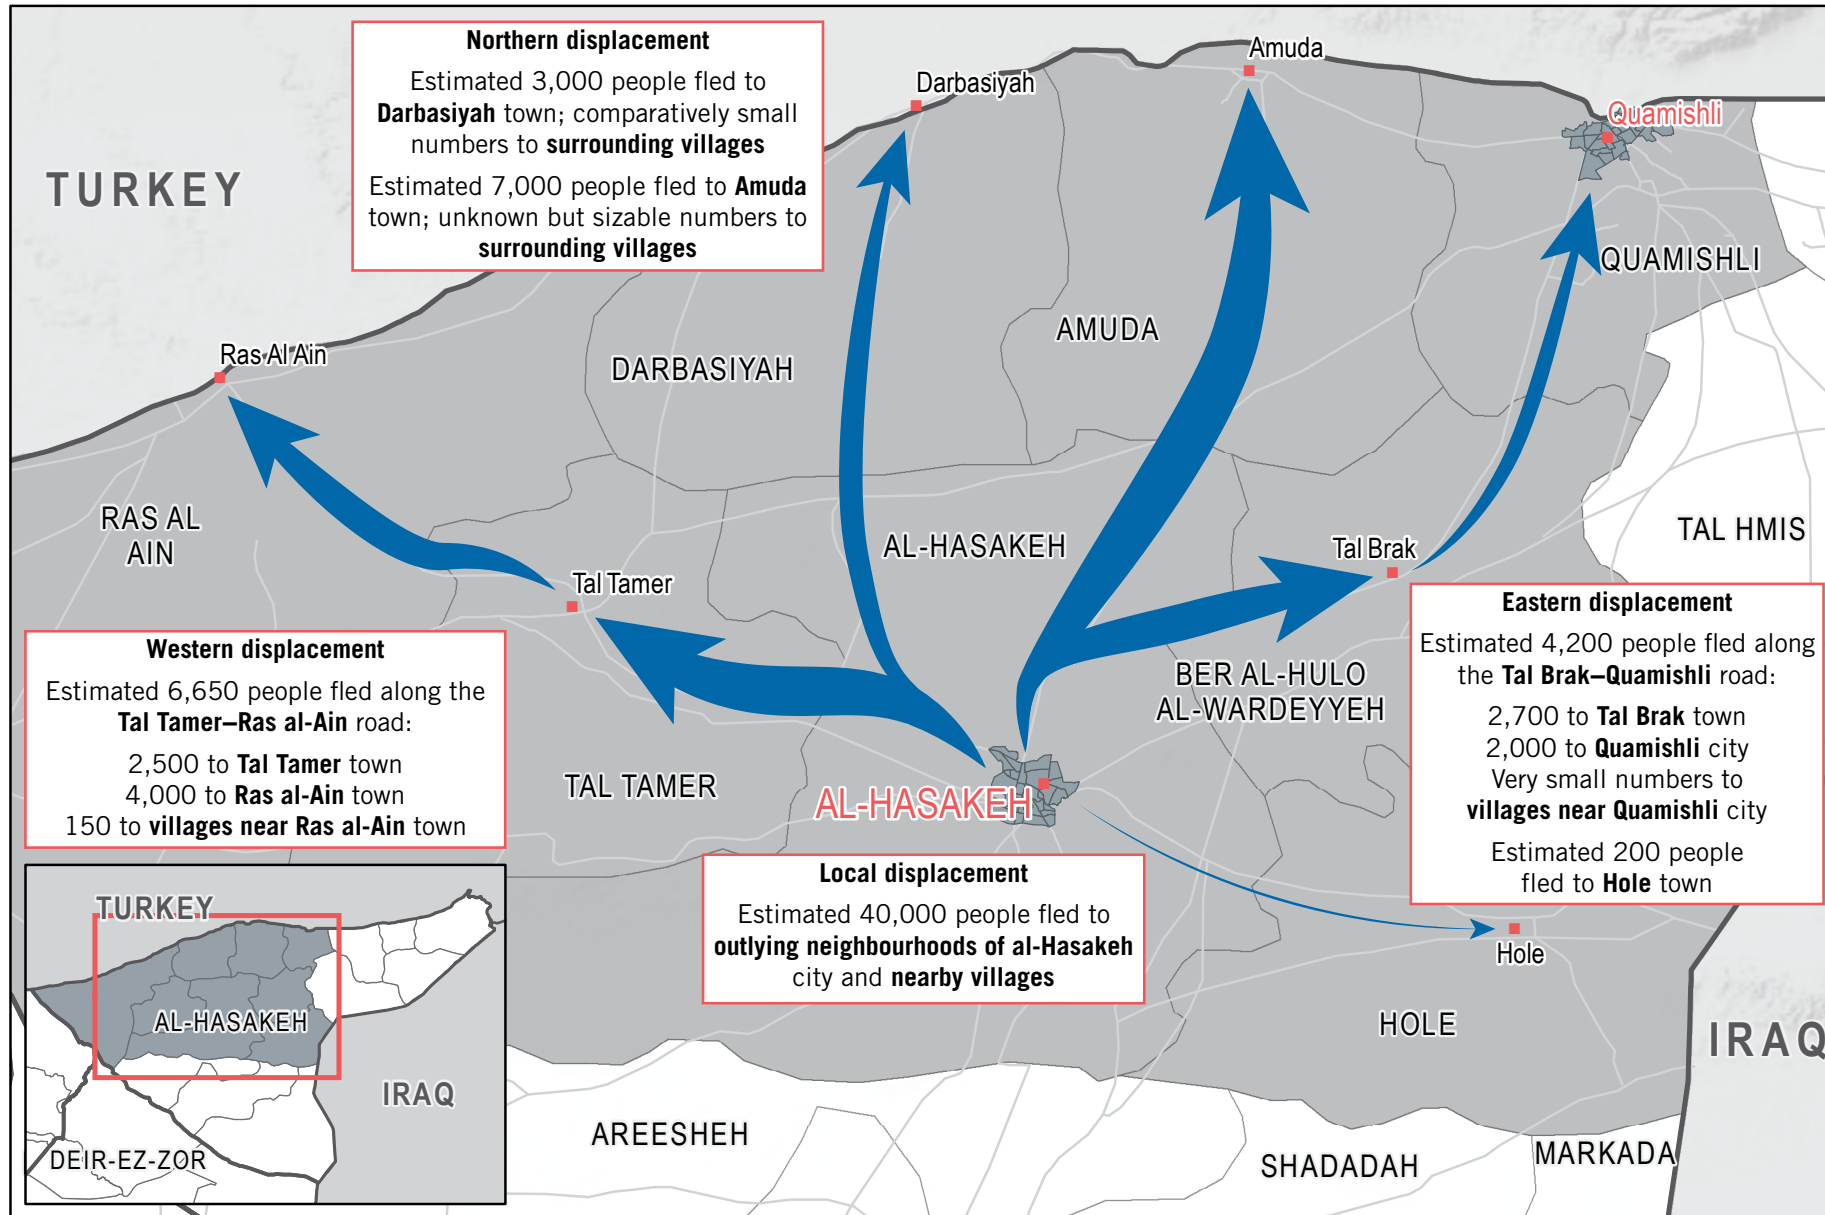 Northern displacement
Estimated 3,000 people fled to
Darbasiyah town; comparatively small
numbers to surrounding villages
Estimated 7,000 people fled to Amuda
town; unknown but sizable numbers to
surrounding villages
Amuda
Darbasiyah
Quamishli
TURKEY
QUAMISHLI
AMUDA
Ras Al Ain
DARBASIYAH
RAS AL
AIN
AL-HASAKEH
Tal Brak
TAL HMIS
Tal Tamer
Western displacement
Estimated 6,650 people fled along the
Tal Tamer–Ras al-Ain road:
2,500 to Tal Tamer town
4,000 to Ras al-Ain town
150 to villages near Ras al-Ain town
Eastern displacement
Estimated 4,200 people fled along
the Tal Brak–Quamishli road:
2,700 to Tal Brak town
2,000 to Quamishli city
Very small numbers to
villages near Quamishli city
Estimated 200 people
fled to Hole town
BER AL-HULO
AL-WARDEYYEH
TAL TAMER
AL-HASAKEH
Local displacement
Estimated 40,000 people fled to
outlying neighbourhoods of al-Hasakeh
city and nearby villages
Hole
HOLE
IRAQ
TURKEY
AL-HASAKEH
IRAQ
DEIR-EZ-ZOR
AREESHEH
SHADADAH
MARKADA